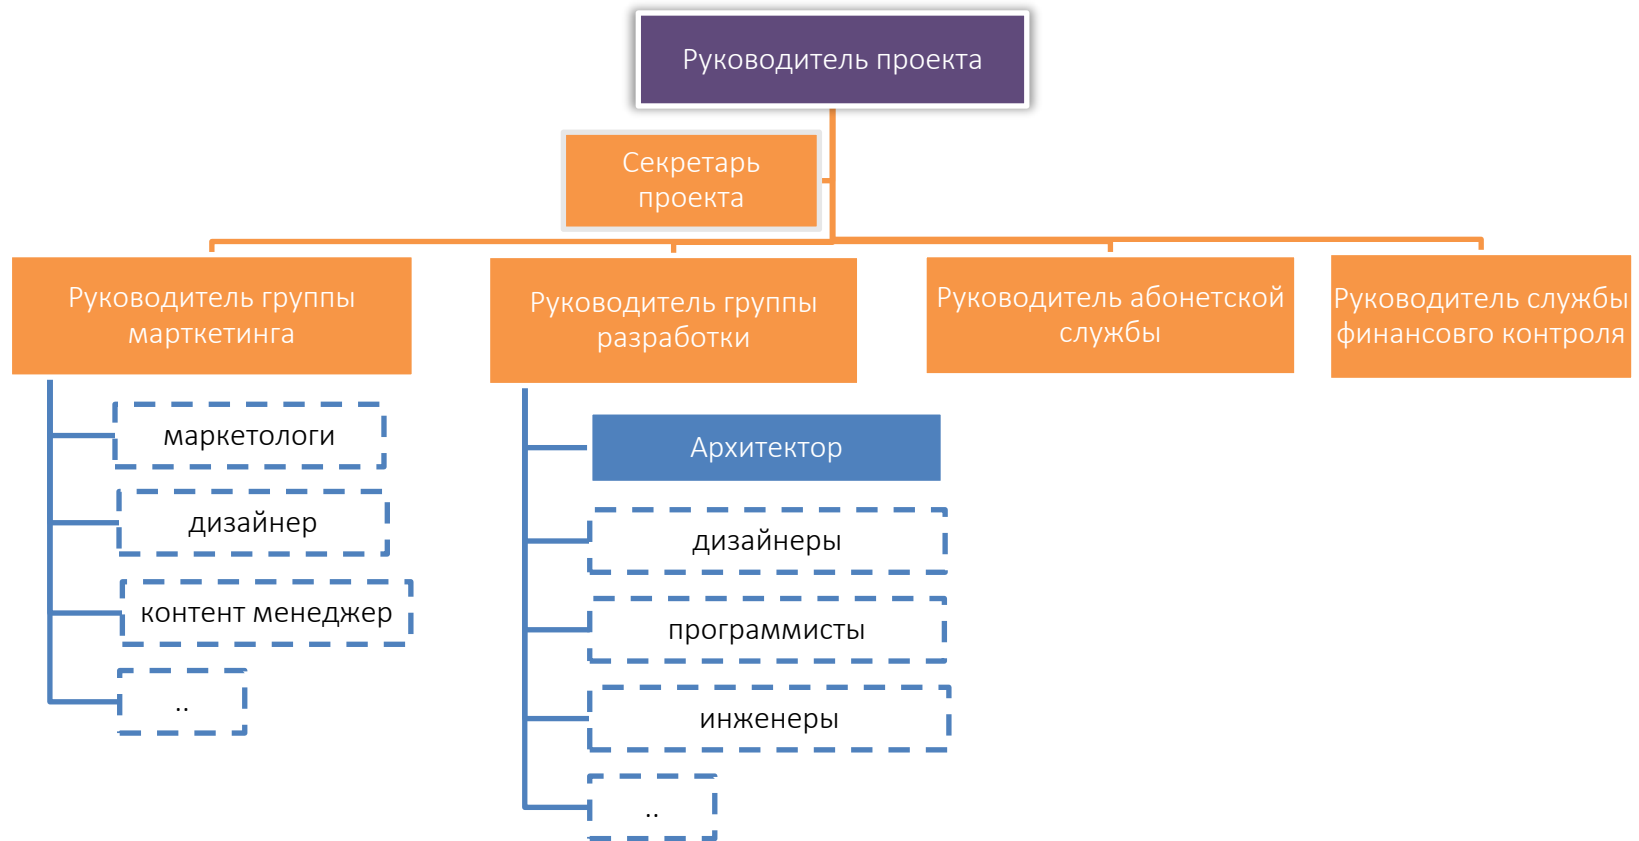 Руководитель проекта
Секретарь
проекта
Руководитель группы
марткетинга
Руководитель группы
разработки
Руководитель абонетской
службы
Руководитель службы
финансовго контроля
маркетологи
дизайнер
контент менеджер
..
Архитектор
дизайнеры
программисты
инженеры
..